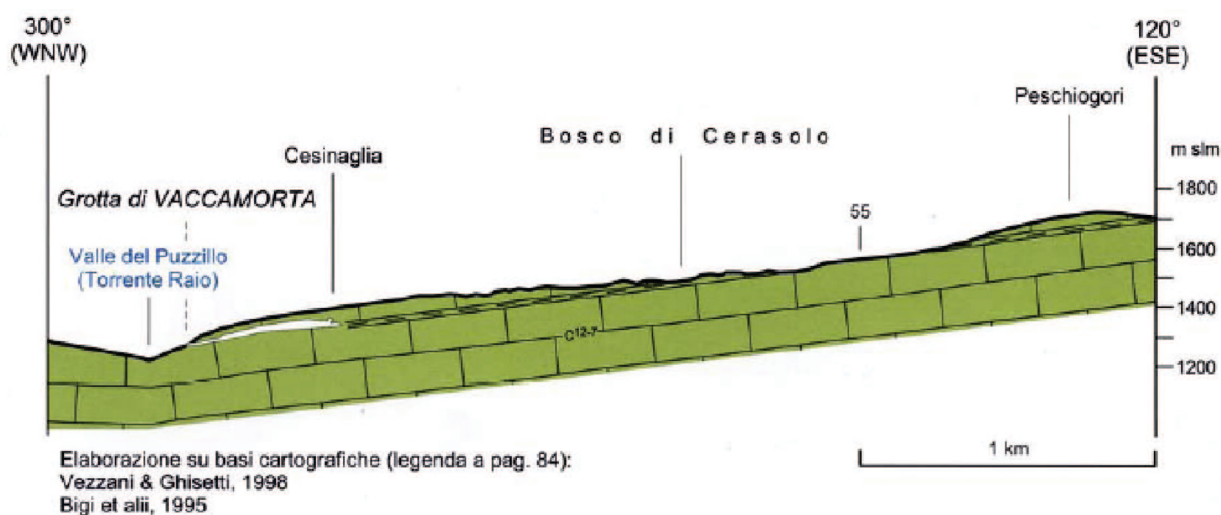 300°
(WNW)
120°
(ESE)
Peschiogori
Bosco di Cerasolo
m slm
Cesinaglia
Grotta di VACCAMORTA
1800
55
Valle del Puzzillo
(Torrente Raio)
1600
1400
C12-7
1200
1 km
Elaborazione su basi cartografiche (legenda a pag. 84):
Vezzani & Ghisetti, 1998
Bigi et alii, 1995